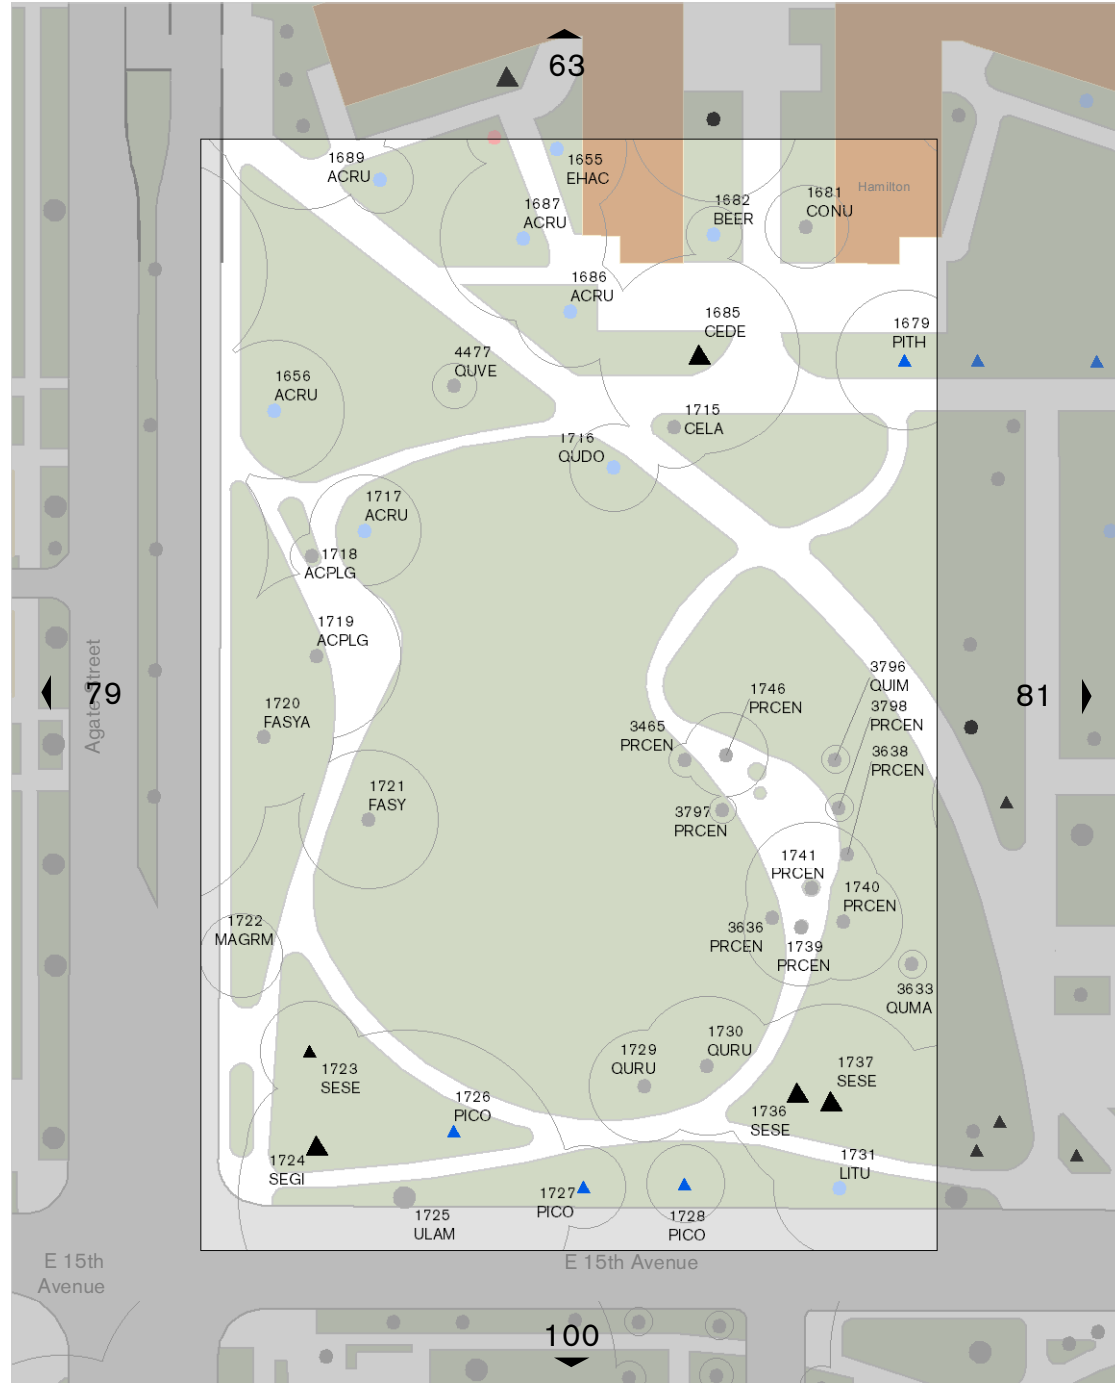 63
1689
ACRU
1655
EHAC
1687
ACRU
1682
BEER
1681
CONU
Hamilton
1686
ACRU
1685
CEDE
1679
PITH
4477
QUVE
1656
ACRU
1715
CELA
1716
QUDO
1717
ACRU
1718
ACPLG
1719
ACPLG
79
Agate Street
1720
FASYA
1746
PRCEN
3796
QUIM
3798
PRCEN
81
3465
PRCEN
3638
PRCEN
1721
FASY
3797
PRCEN
1741
PRCEN
1740
PRCEN
1722
MAGRM
3636
PRCEN
1739
PRCEN
3633
QUMA
1723
SESE
1729
QURU
1730
QURU
1737
SESE
1726
PICO
1736
SESE
1724
SEGI
1731
LITU
1727
PICO
1728
PICO
1725
ULAM
E 15th
Avenue
E 15th Avenue
100